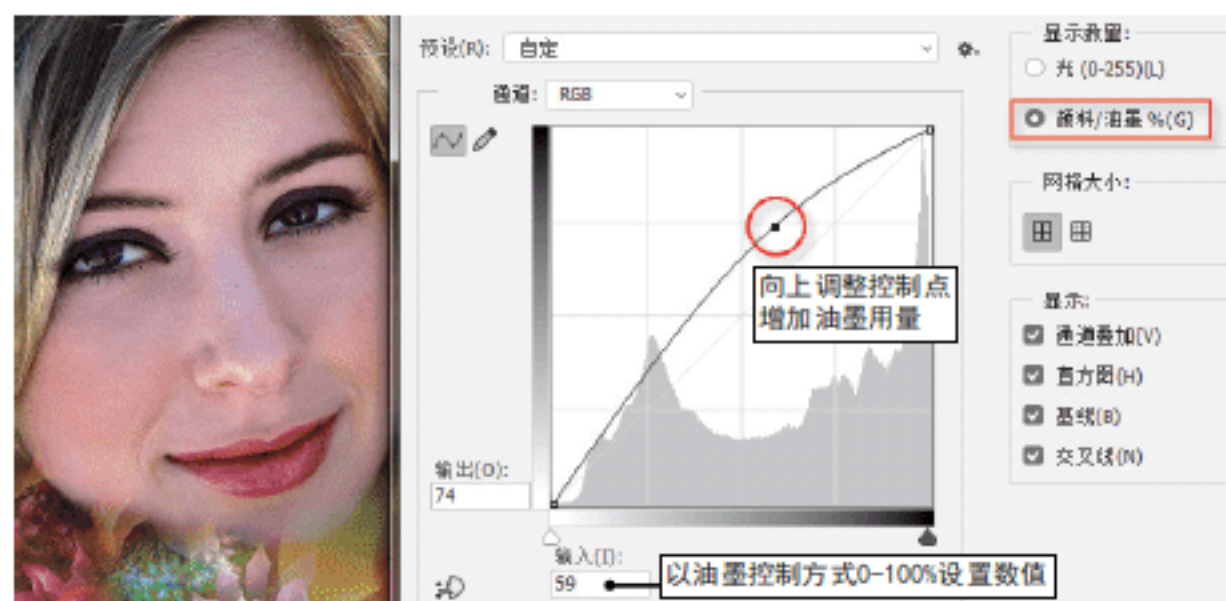 预设(R): 自定
通道: RGB
输出(O):
74
输入(I):
59
向上调整控制点
增加油墨用量
以油墨控制方式0-100%设置数值
显示数量:
光 (0-255)(L)
颜料/油墨 %(G)
网格大小:
显示:
通道叠加(V)
直方图(H)
基线(B)
交叉线(N)